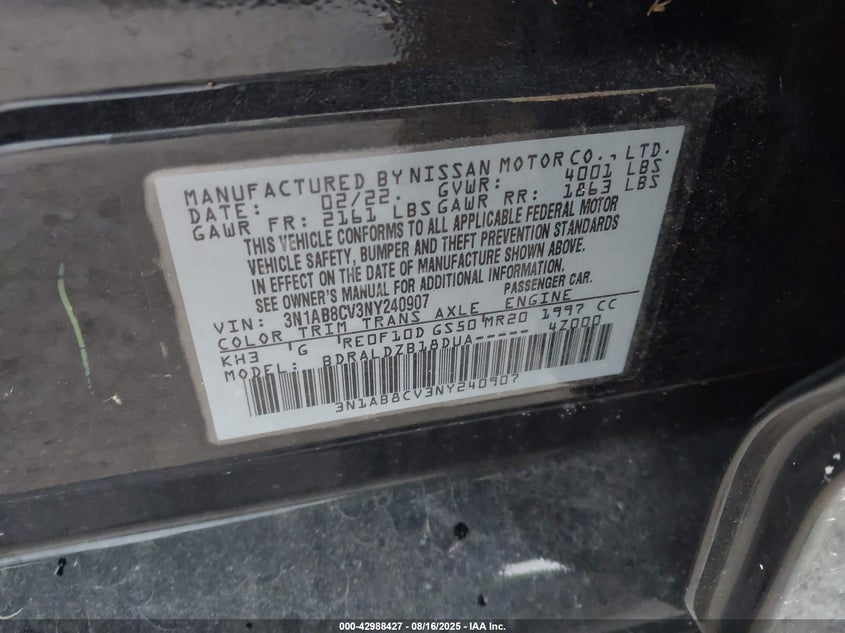 MANUFACTURED BY NISSAN MOTOR CO., LTD.
DATE: 02/22. GVWR: 4001 LBS
GAWR FR: 2161 LBS GAWR RR: 1863 LBS
THIS VEHICLE CONFORMS TO ALL APPLICABLE FEDERAL MOTOR
VEHICLE SAFETY, BUMPER AND THEFT PREVENTION STANDARDS
IN EFFECT ON THE DATE OF MANUFACTURE SHOWN ABOVE.
SEE OWNER'S MANUAL FOR ADDITIONAL INFORMATION.
VIN: 3N1AB8CV3NY240907 PASSENGER CAR.
COLOR TRIM TRANS AXLE ENGINE
KH3 G RE0F10D GS50 MR20 1997 CC
MODEL: BDRALDZB18DUA----- 4Z000
3N1AB8CV3NY240907
000-42988427 - 08/16/2025 - IAA Inc.